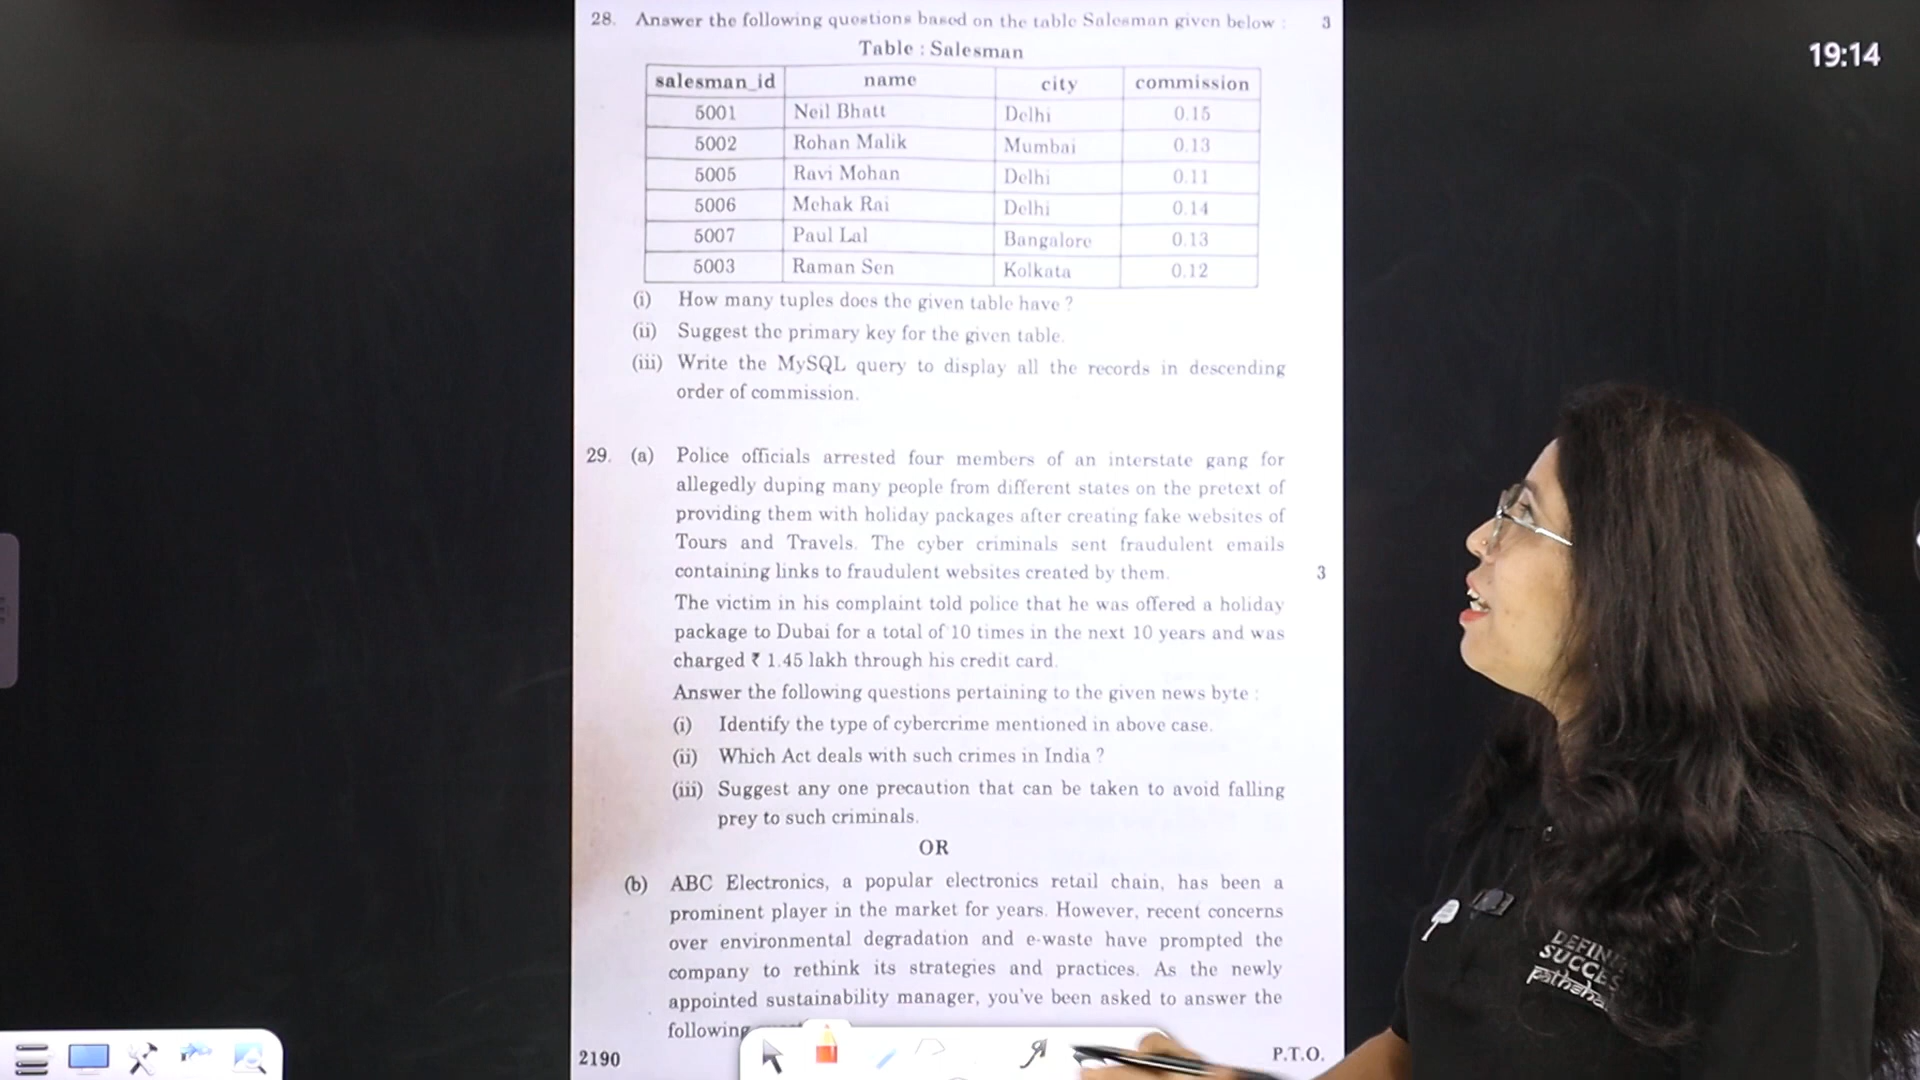 28. Answer the following questions based on the table Salesman given below : 3
Table : Salesman
salesman_id name city commission
5001 Neil Bhatt Delhi 0.15
5002 Rohan Malik Mumbai 0.13
5005 Ravi Mohan Delhi 0.11
5006 Mehak Rai Delhi 0.14
5007 Paul Lal Bangalore 0.13
5003 Raman Sen Kolkata 0.12
(i) How many tuples does the given table have ?
(ii) Suggest the primary key for the given table.
(iii) Write the MySQL query to display all the records in descending
order of commission.
29. (a) Police officials arrested four members of an interstate gang for
allegedly duping many people from different states on the pretext of
providing them with holiday packages after creating fake websites of
Tours and Travels. The cyber criminals sent fraudulent emails
containing links to fraudulent websites created by them. 3
The victim in his complaint told police that he was offered a holiday
package to Dubai for a total of 10 times in the next 10 years and was
charged ₹ 1.45 lakh through his credit card.
Answer the following questions pertaining to the given news byte :
(i) Identify the type of cybercrime mentioned in above case.
(ii) Which Act deals with such crimes in India ?
(iii) Suggest any one precaution that can be taken to avoid falling
prey to such criminals.
OR
(b) ABC Electronics, a popular electronics retail chain, has been a
prominent player in the market for years. However, recent concerns
over environmental degradation and e-waste have prompted the
company to rethink its strategies and practices. As the newly
appointed sustainability manager, you've been asked to answer the
following
2190 P.T.O.
19:14